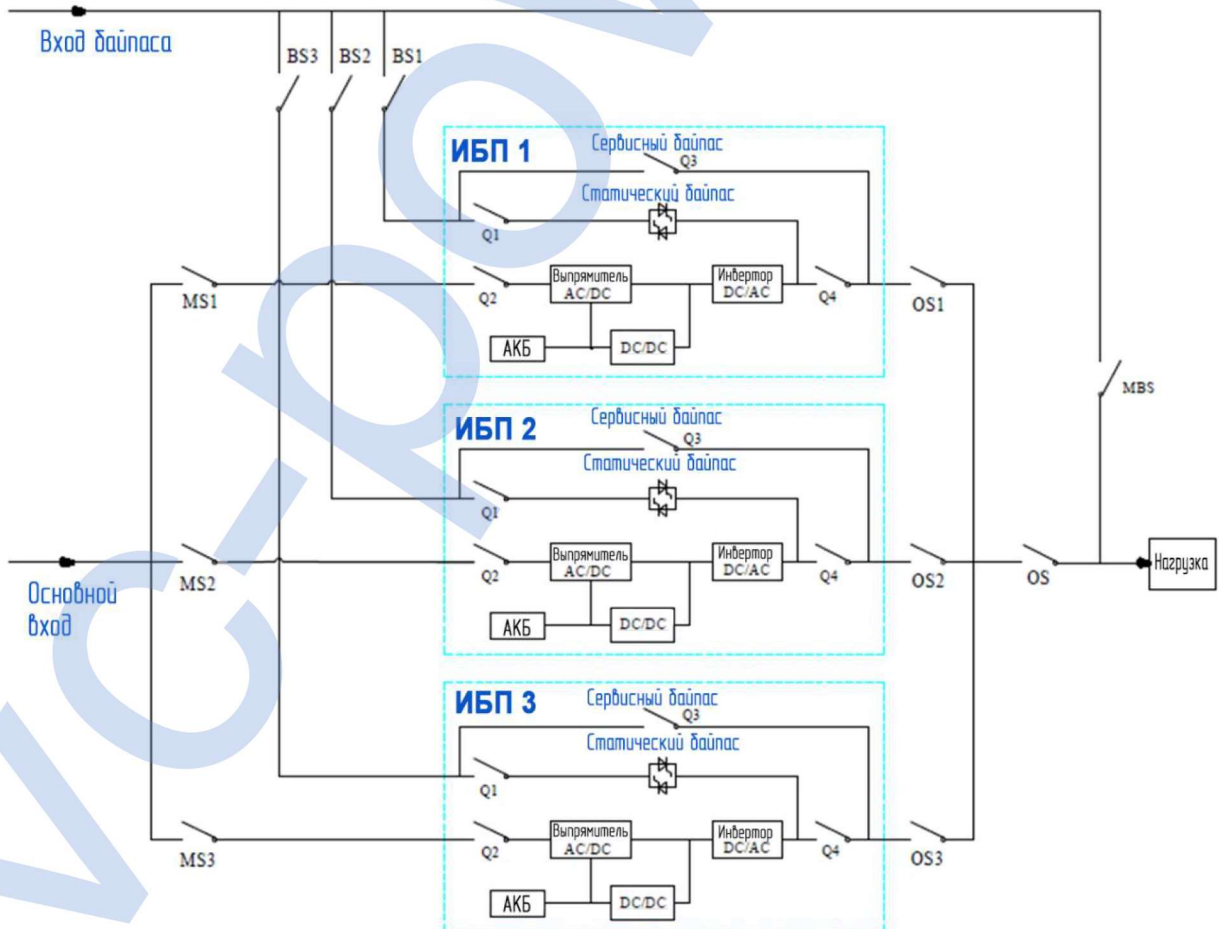 Вход байпаса
BS3 BS2 BS1
ИБП 1
Сервисный байпас
Q3
Статический байпас
Q1
MS1
Q2
Выпрямитель
AC/DC
Инвертор
DC/AC
Q4
OS1
АКБ
DC/DC
MBS
ИБП 2
Сервисный байпас
Q3
Статический байпас
Q1
Основной
вход
MS2
Q2
Выпрямитель
AC/DC
Инвертор
DC/AC
Q4
OS2
OS
Нагрузка
АКБ
DC/DC
ИБП 3
Сервисный байпас
Q3
Статический байпас
Q1
MS3
Q2
Выпрямитель
AC/DC
Инвертор
DC/AC
Q4
OS3
АКБ
DC/DC
vc-pow